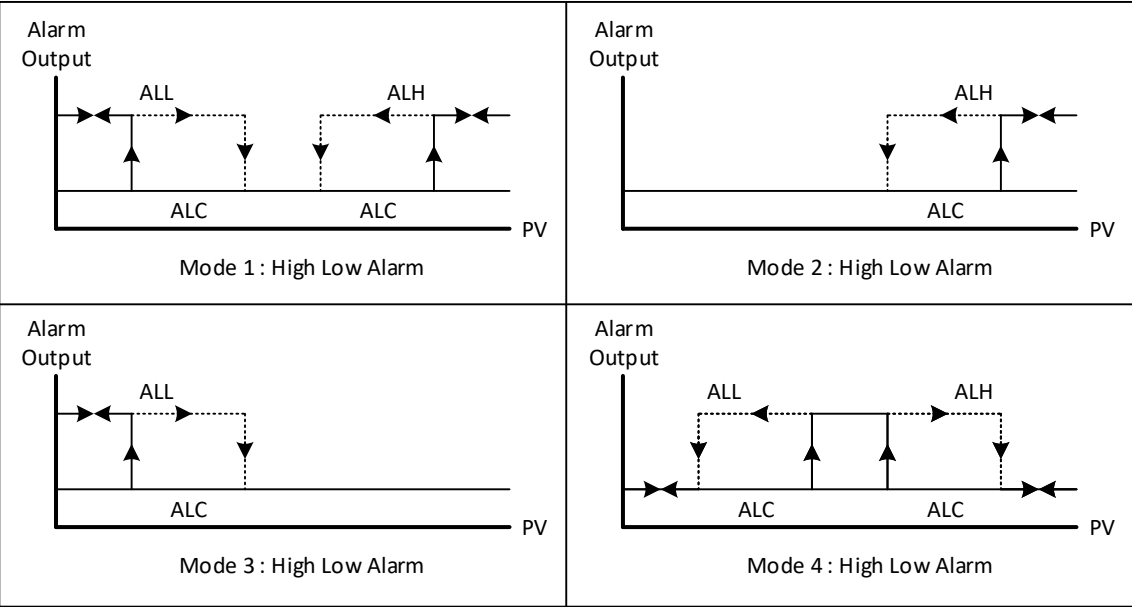 Alarm
Output
ALL
ALH
ALC
ALC
PV
Mode 1 : High Low Alarm
Alarm
Output
ALH
ALC
PV
Mode 2 : High Low Alarm
Alarm
Output
ALL
ALC
PV
Mode 3 : High Low Alarm
Alarm
Output
ALL
ALH
ALC
ALC
PV
Mode 4 : High Low Alarm